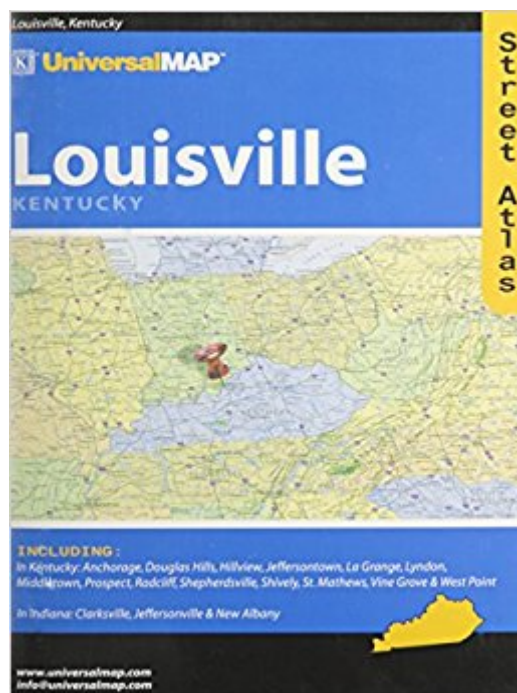 Louisville, Kentucky
K UniversalMAP™
Street Atlas
Louisville
KENTUCKY
INCLUDING:
In Kentucky: Anchorage, Douglas Hills, Hillview, Jeffersontown, La Grange, Lyndon,
Middletown, Prospect, Radcliff, Shepherdsville, Shively, St. Mathews, Vine Grove & West Point
In Indiana: Clarksville, Jeffersonville & New Albany
www.universalmap.com
info@universalmap.com